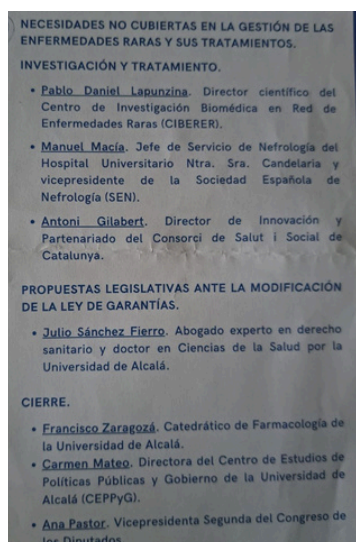 NECESIDADES NO CUBIERTAS EN LA GESTIÓN DE LAS
ENFERMEDADES RARAS Y SUS TRATAMIENTOS.
INVESTIGACIÓN Y TRATAMIENTO.
• Pablo Daniel Lapunzina. Director científico del
Centro de Investigación Biomédica en Red de
Enfermedades Raras (CIBERER).
• Manuel Macía. Jefe de Servicio de Nefrología del
Hospital Universitario Ntra. Sra. Candelaria y
vicepresidente de la Sociedad Española de
Nefrología (SEN).
• Antoni Gilabert. Director de Innovación y
Partenariado del Consorci de Salut i Social de
Catalunya.
PROPUESTAS LEGISLATIVAS ANTE LA MODIFICACIÓN
DE LA LEY DE GARANTÍAS.
• Julio Sánchez Fierro. Abogado experto en derecho
sanitario y doctor en Ciencias de la Salud por la
Universidad de Alcalá.
CIERRE.
• Francisco Zaragozá. Catedrático de Farmacología de
la Universidad de Alcalá.
• Carmen Mateo. Directora del Centro de Estudios de
Políticas Públicas y Gobierno de la Universidad de
Alcalá (CEPPyG).
• Ana Pastor. Vicepresidenta Segunda del Congreso de
los Diputados